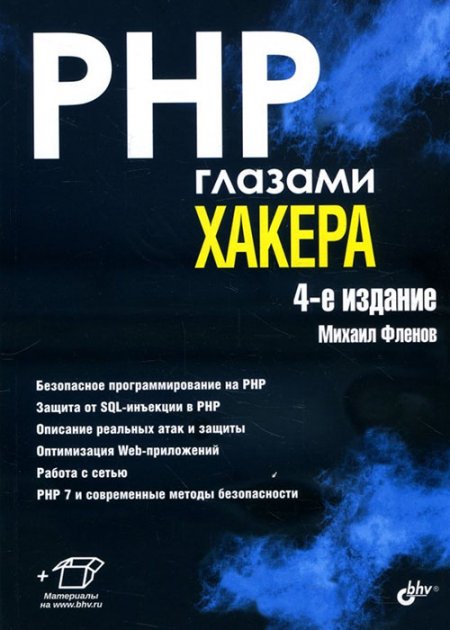 PHP
глазами
ХАКЕРА
4-е издание
Михаил Фленов
Безопасное программирование на PHP
Защита от SQL-инъекции в PHP
Описание реальных атак и защиты
Оптимизация Web-приложений
Работа с сетью
PHP 7 и современные методы безопасности
+
Материалы
на www.bhv.ru
bhv®